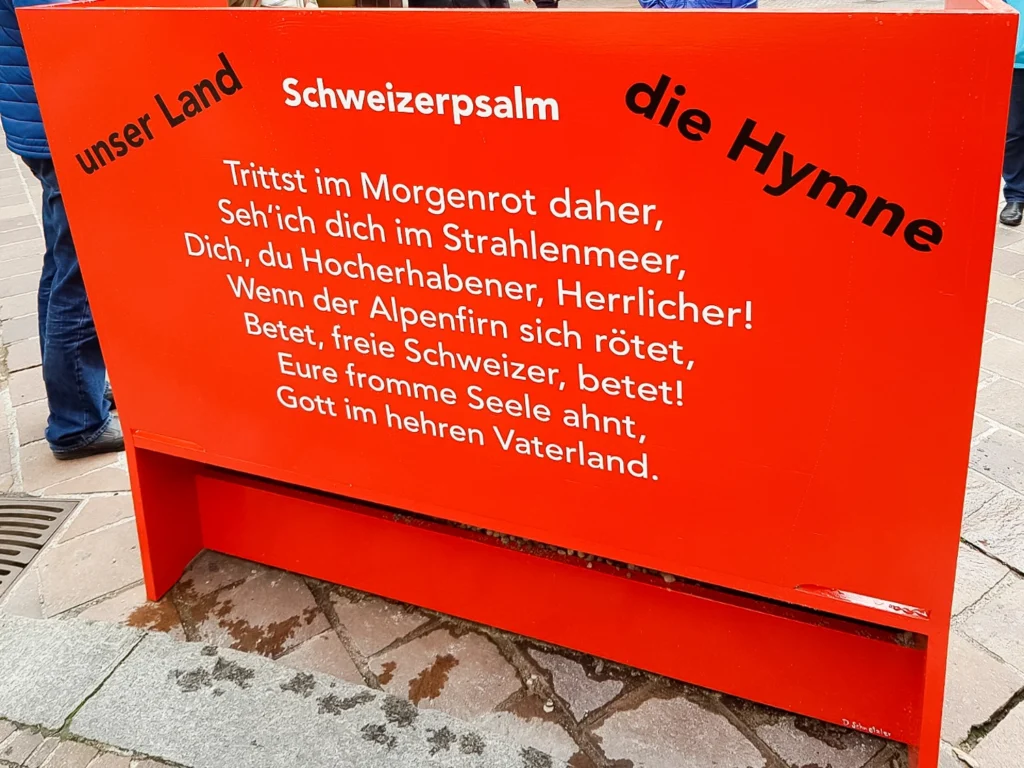 unser Land
Schweizerpsalm
die Hymne
Trittst im Morgenrot daher,
Seh'ich dich im Strahlenmeer,
Dich, du Hocherhabener, Herrlicher!
Wenn der Alpenfirn sich rötet,
Betet, freie Schweizer, betet!
Eure fromme Seele ahnt,
Gott im hehren Vaterland.